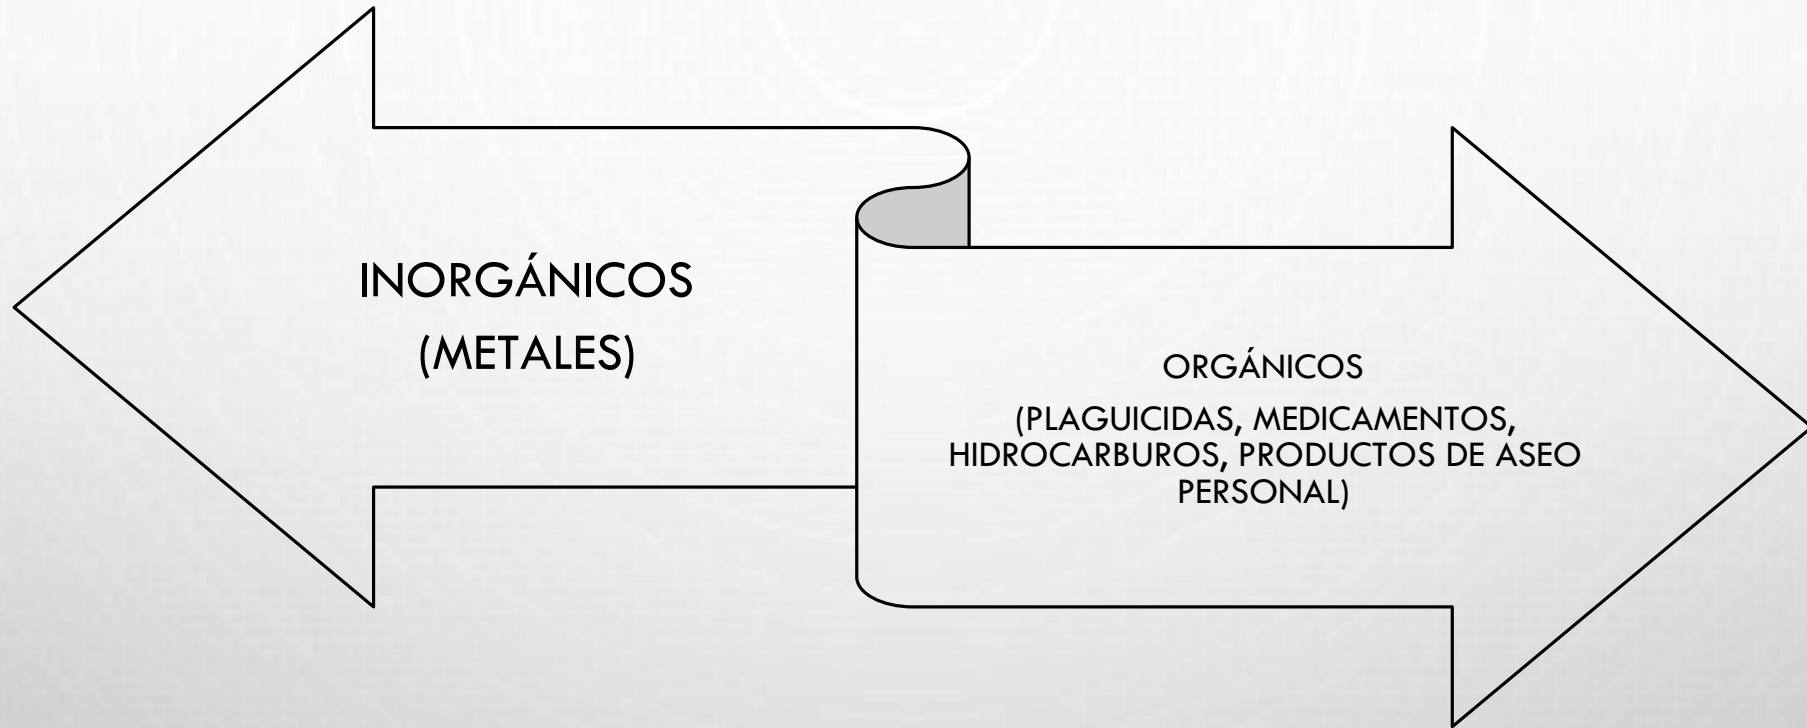 INORGÁNICOS
(METALES)
ORGÁNICOS
(PLAGUICIDAS, MEDICAMENTOS,
HIDROCARBUROS, PRODUCTOS DE ASEO
PERSONAL)